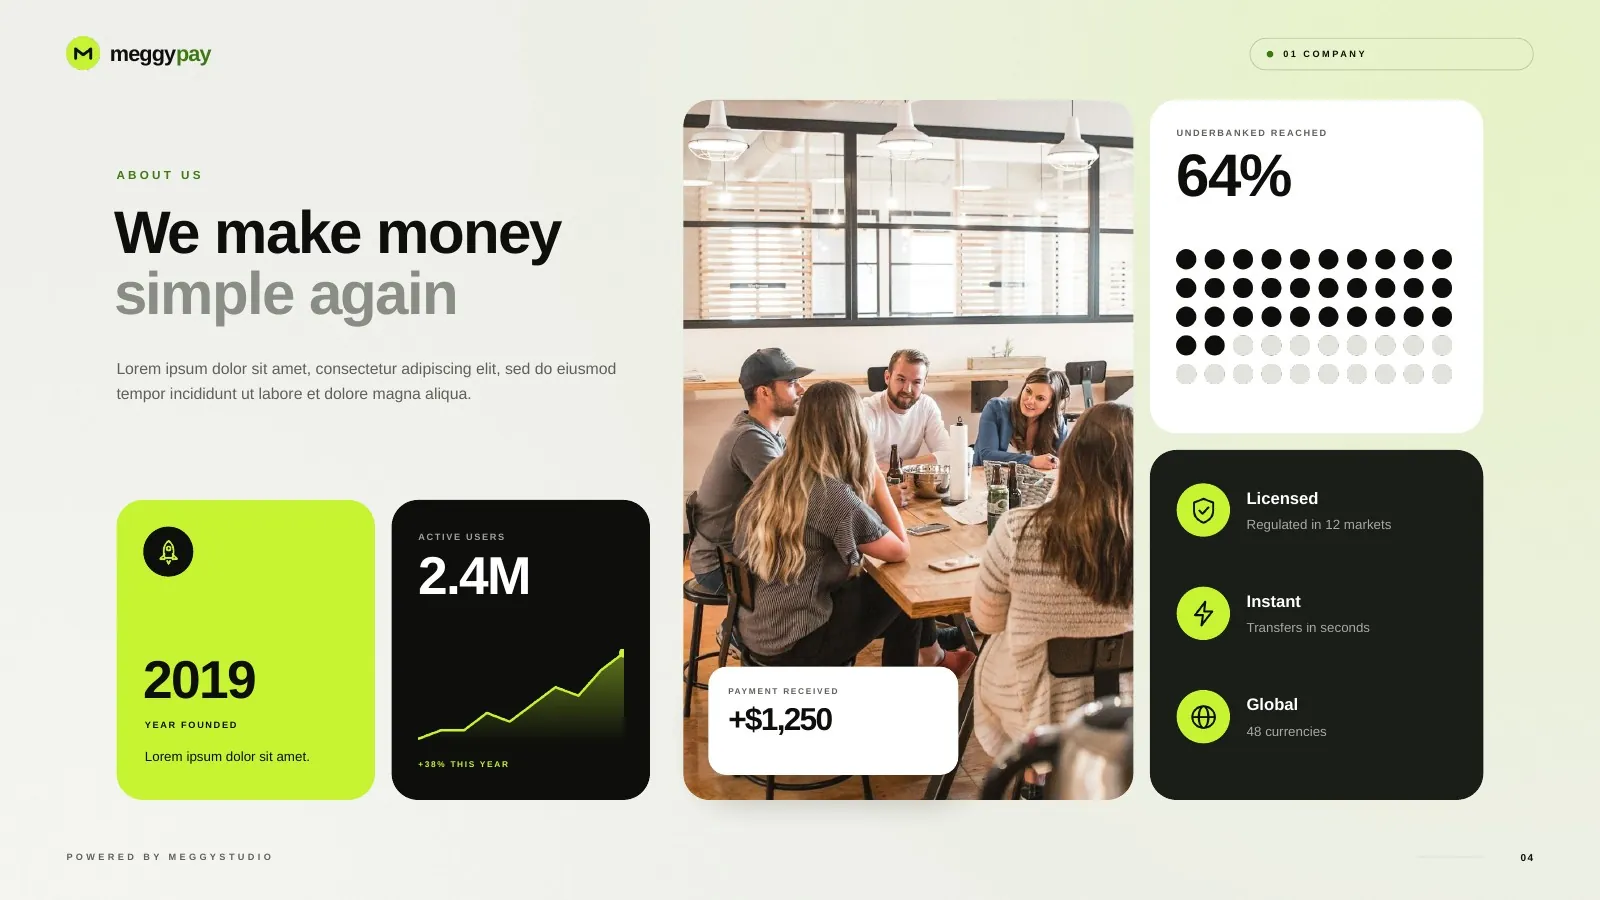 meggypay
01 COMPANY
ABOUT US
We make money
simple again
Lorem ipsum dolor sit amet, consectetur adipiscing elit, sed do eiusmod
tempor incididunt ut labore et dolore magna aliqua.
2019
YEAR FOUNDED
Lorem ipsum dolor sit amet.
ACTIVE USERS
2.4M
+38% THIS YEAR
PAYMENT RECEIVED
+$1,250
UNDERBANKED REACHED
64%
Licensed
Regulated in 12 markets
Instant
Transfers in seconds
Global
48 currencies
POWERED BY MEGGYSTUDIO
04